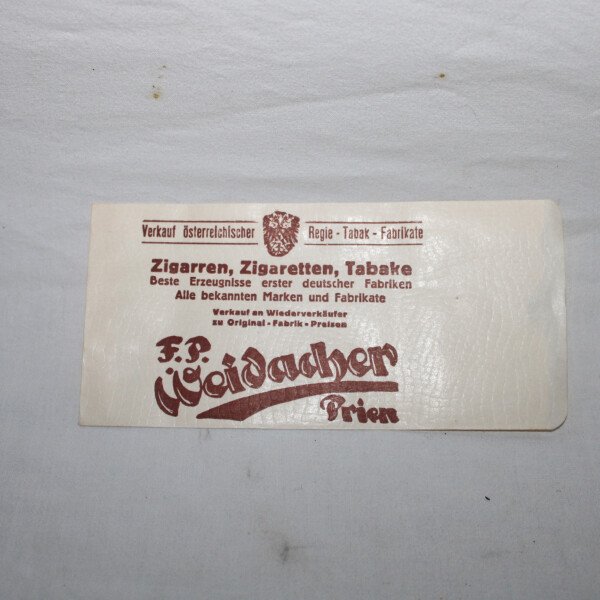 Verkauf österreichischer Regie - Tabak - Fabrikate
Zigarren, Zigaretten, Tabake
Beste Erzeugnisse erster deutscher Fabriken
Alle bekannten Marken und Fabrikate
Verkauf an Wiederverkäufer
zu Original - Fabrik - Preisen
F.P.
Weidacher
Prien